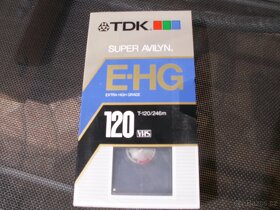 TDK
SUPER AVILYN
E-HG
EXTRA HIGH GRADE
120
T-120/246m
VHS